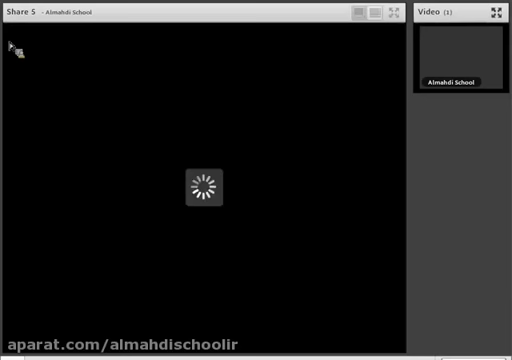 Share 5 - Almahdi School
Video (1)
Almahdi School
aparat.com/almahdischoolir